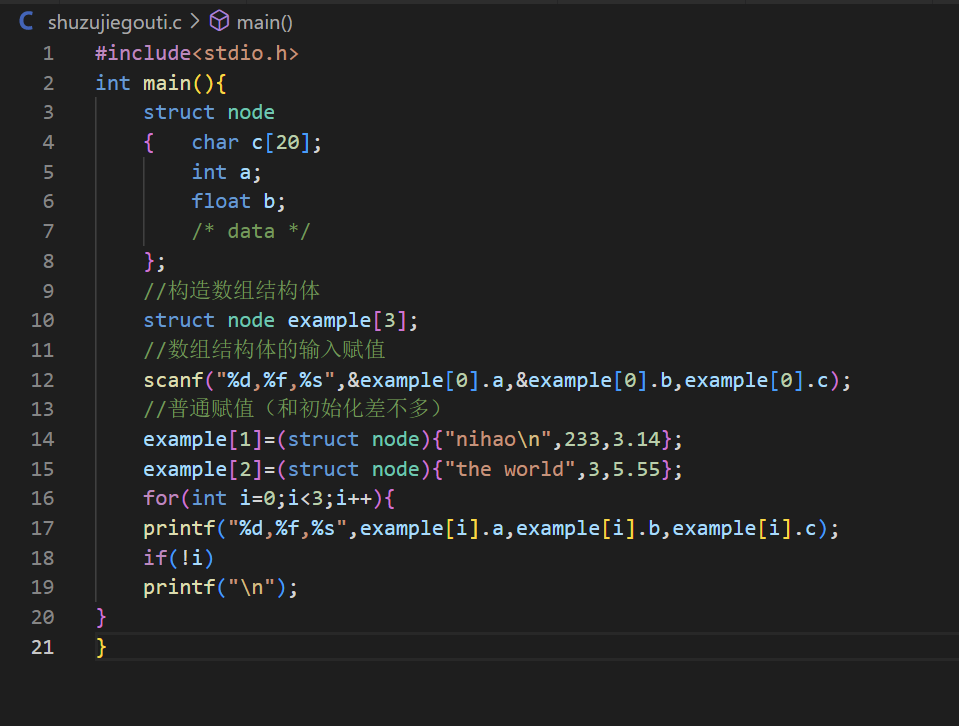 C shuzujiegouti.c > main()
1 #include<stdio.h>
2 int main(){
3 struct node
4 { char c[20];
5 int a;
6 float b;
7 /* data */
8 };
9 //构造数组结构体
10 struct node example[3];
11 //数组结构体的输入赋值
12 scanf("%d,%f,%s",&example[0].a,&example[0].b,example[0].c);
13 //普通赋值（和初始化差不多）
14 example[1]=(struct node){"nihao\n",233,3.14};
15 example[2]=(struct node){"the world",3,5.55};
16 for(int i=0;i<3;i++){
17 printf("%d,%f,%s",example[i].a,example[i].b,example[i].c);
18 if(!i)
19 printf("\n");
20 }
21 }